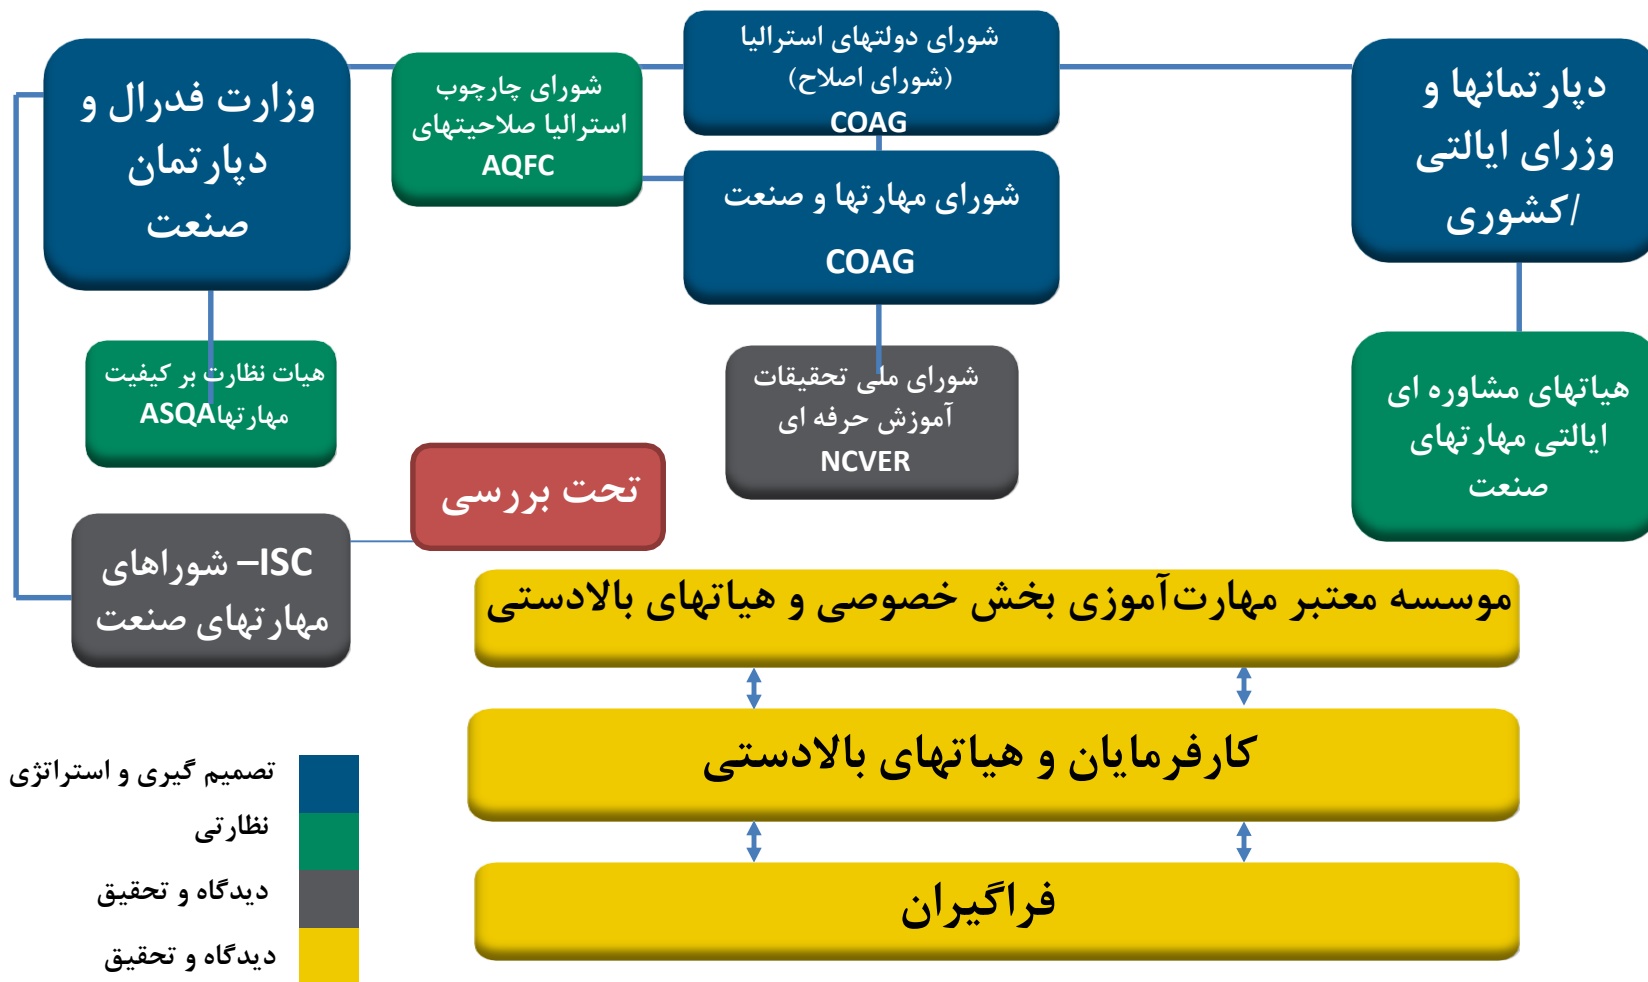 شورای دولتهای استرالیا
(شورای اصلاح)
COAG
دپارتمانها و
وزرای ایالتی
/کشوری
شورای چارچوب
استرالیا صلاحیتهای
AQFC
وزارت فدرال و
دپارتمان
صنعت
شورای مهارتها و صنعت
COAG
هیاتهای مشاوره ای
ایالتی مهارتهای
صنعت
شورای ملی تحقیقات
آموزش حرفه ای
NCVER
هیات نظارت بر کیفیت
مهارتهاASQA
تحت بررسی
ISC– شوراهای
مهارتهای صنعت
موسسه معتبر مهارت‌آموزی بخش خصوصی و هیاتهای بالادستی
کارفرمایان و هیاتهای بالادستی
فراگیران
تصمیم گیری و استراتژی
نظارتی
دیدگاه و تحقیق
دیدگاه و تحقیق